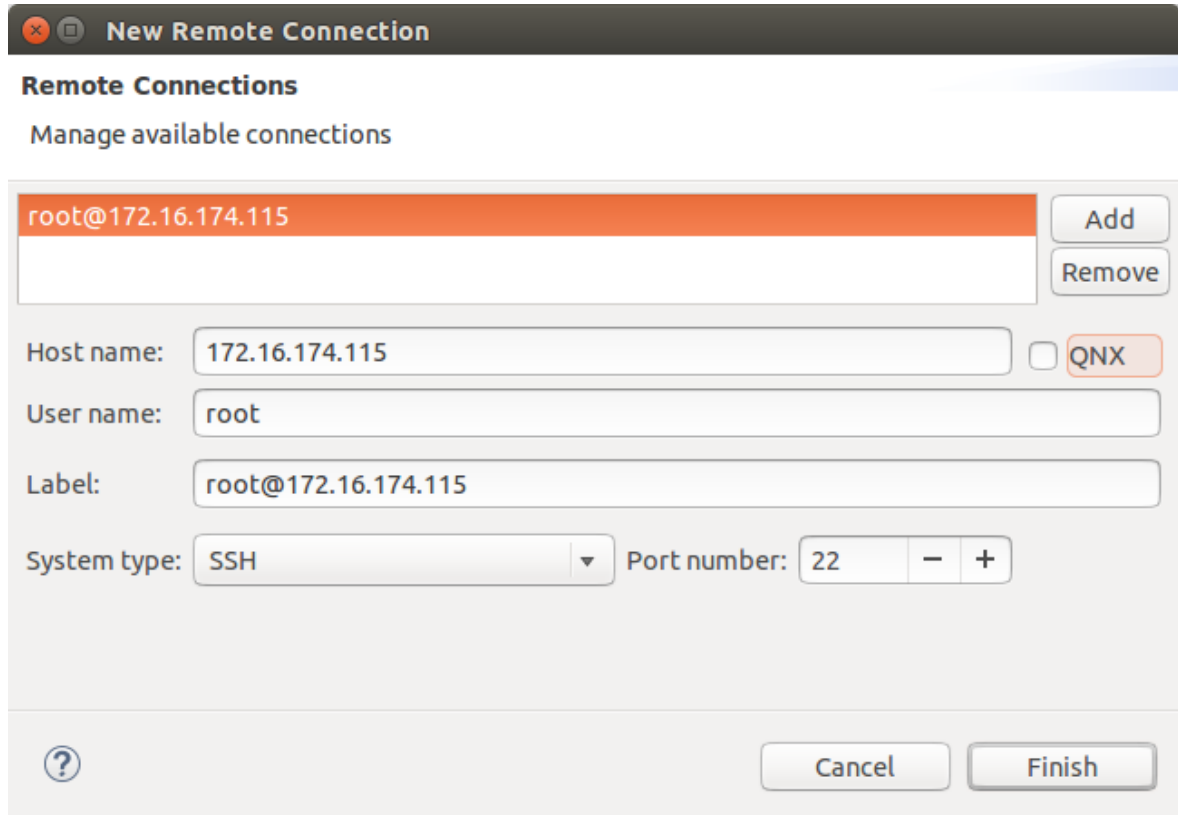 New Remote Connection
Remote Connections
Manage available connections
root@172.16.174.115
Add
Remove
Host name: 172.16.174.115 QNX
User name: root
Label: root@172.16.174.115
System type: SSH Port number: 22 − +
? Cancel Finish